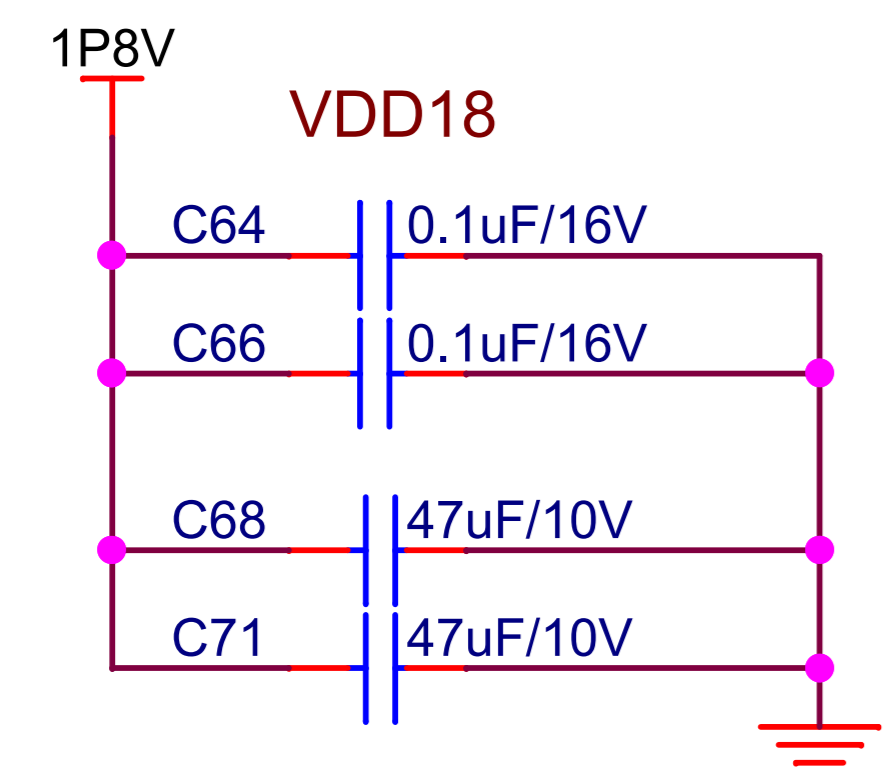 1P8V
VDD18
C64 0.1uF/16V
C66 0.1uF/16V
C68 47uF/10V
C71 47uF/10V